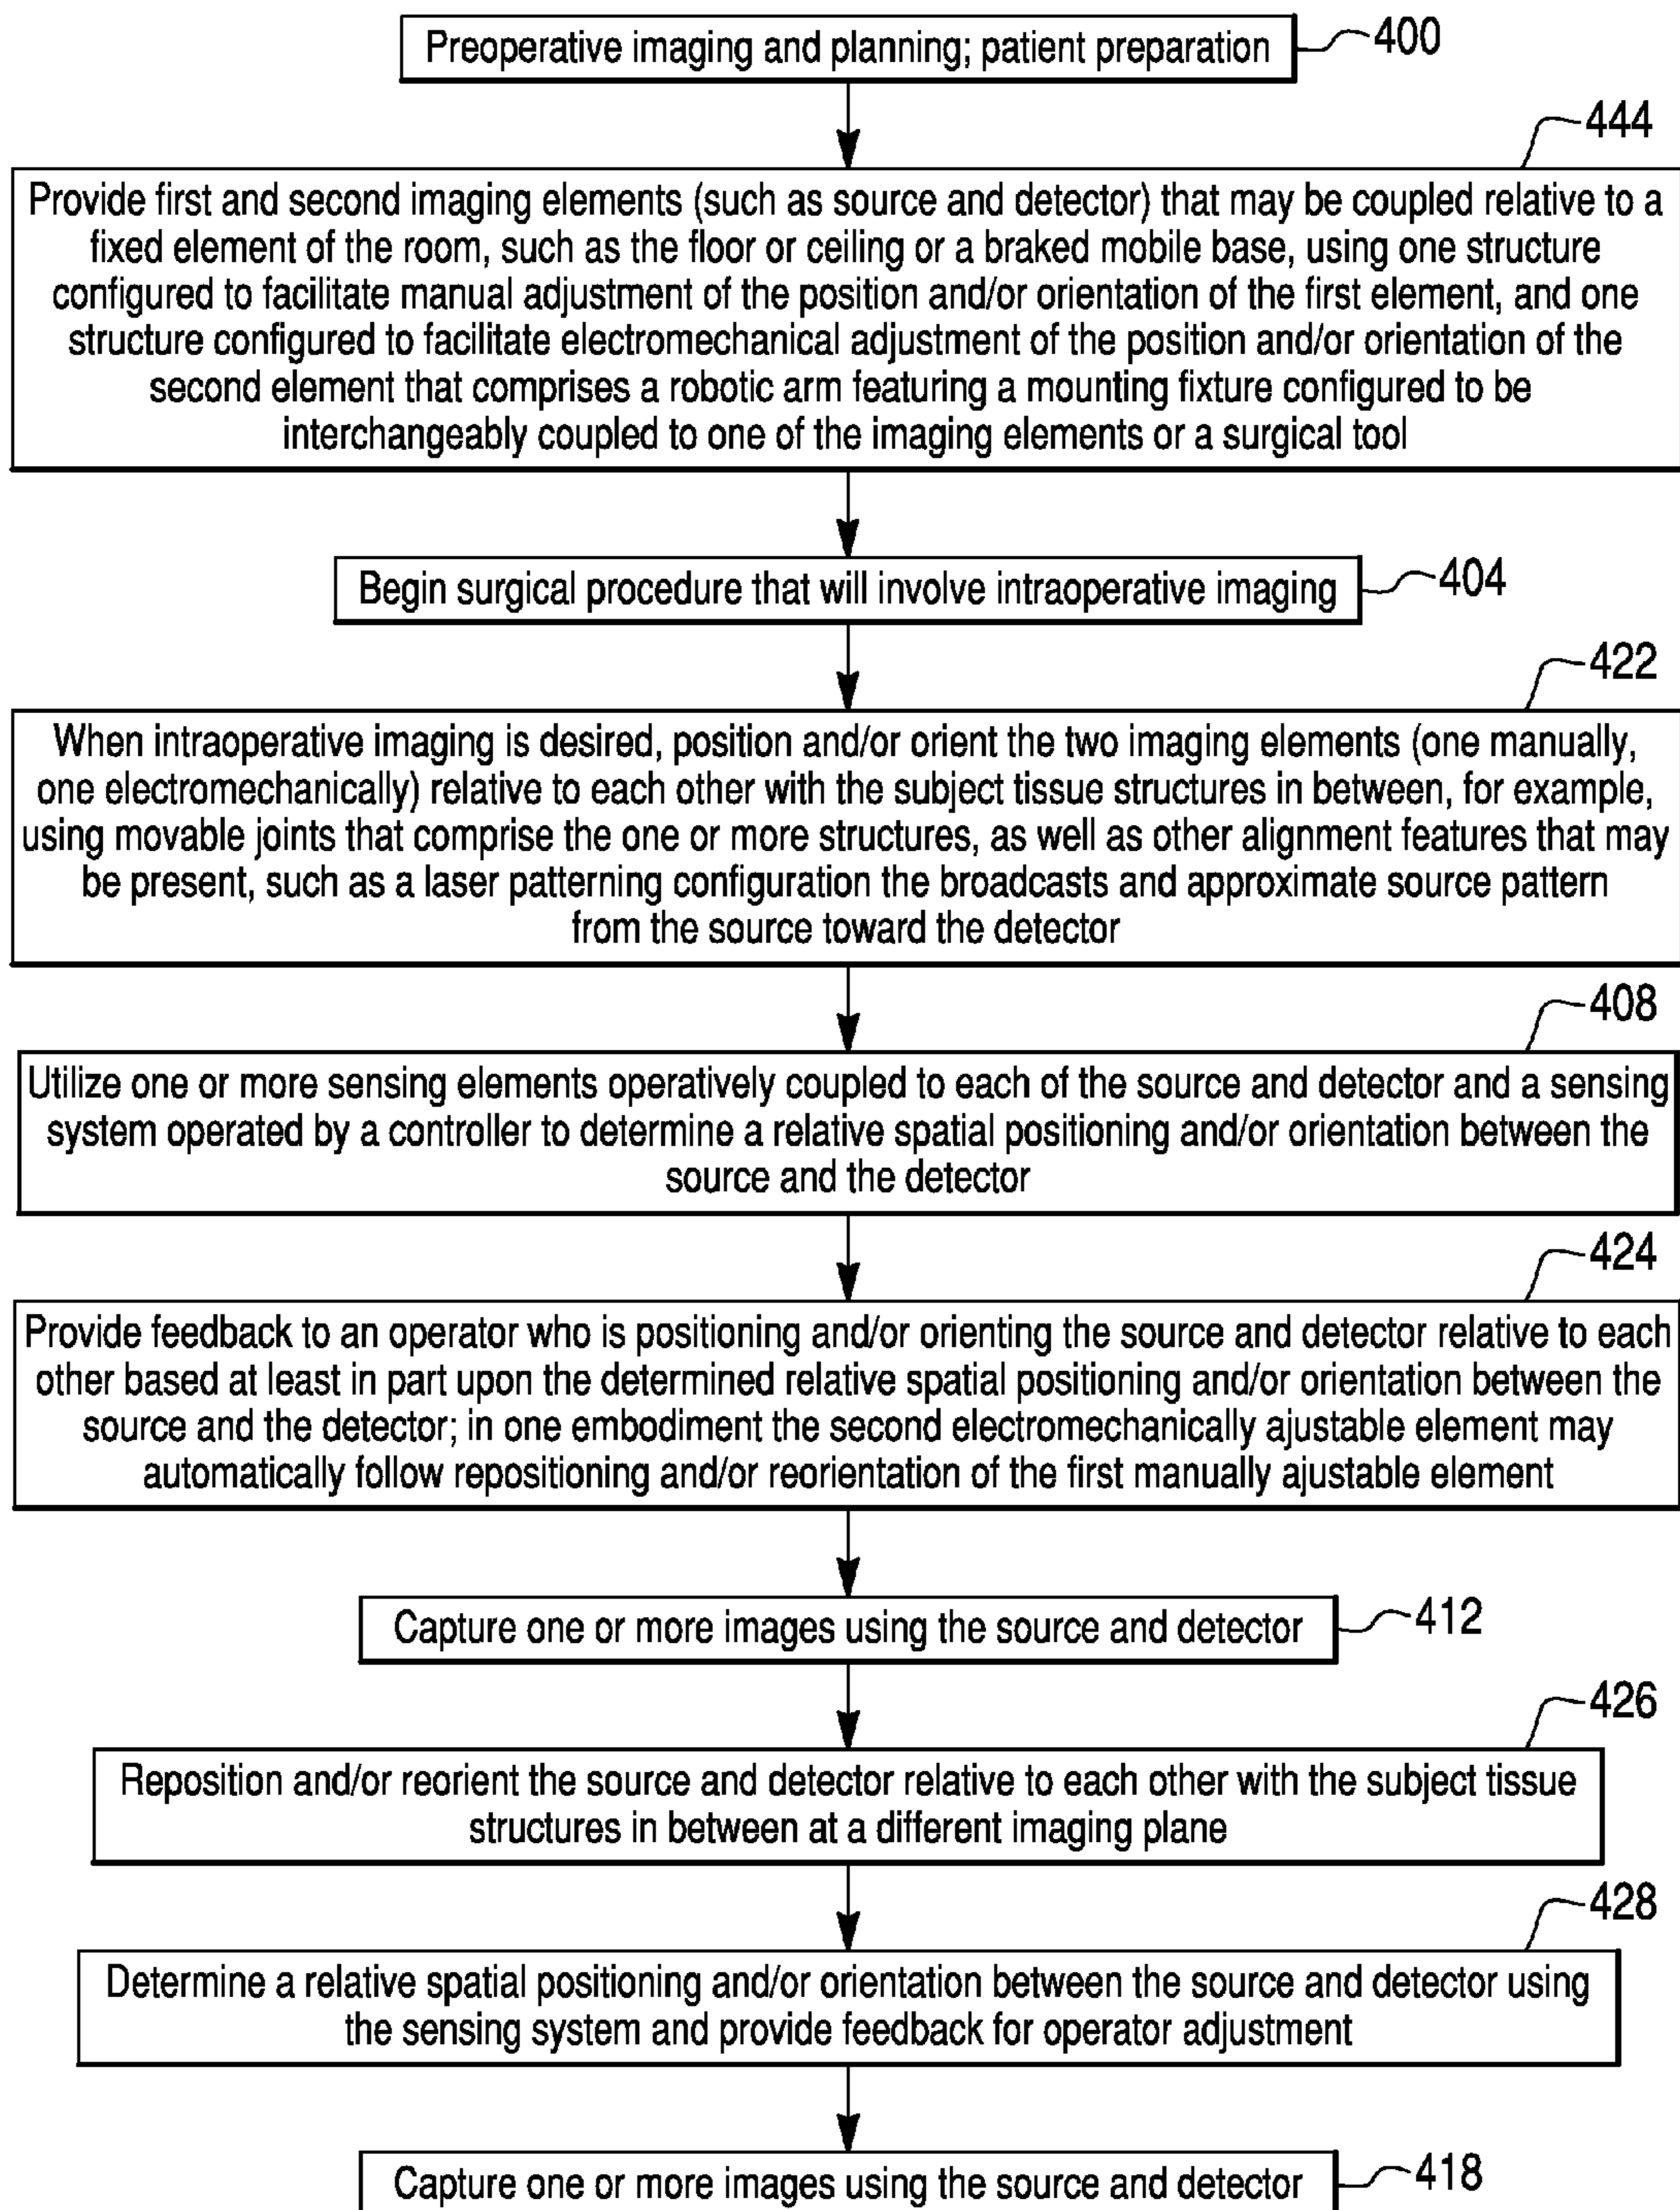 Preoperative imaging and planning; patient preparation
400
444
Provide first and second imaging elements (such as source and detector) that may be coupled relative to a
fixed element of the room, such as the floor or ceiling or a braked mobile base, using one structure
configured to facilitate manual adjustment of the position and/or orientation of the first element, and one
structure configured to facilitate electromechanical adjustment of the position and/or orientation of the
second element that comprises a robotic arm featuring a mounting fixture configured to be
interchangeably coupled to one of the imaging elements or a surgical tool
Begin surgical procedure that will involve intraoperative imaging
404
422
When intraoperative imaging is desired, position and/or orient the two imaging elements (one manually,
one electromechanically) relative to each other with the subject tissue structures in between, for example,
using movable joints that comprise the one or more structures, as well as other alignment features that may
be present, such as a laser patterning configuration the broadcasts and approximate source pattern
from the source toward the detector
408
Utilize one or more sensing elements operatively coupled to each of the source and detector and a sensing
system operated by a controller to determine a relative spatial positioning and/or orientation between the
source and the detector
424
Provide feedback to an operator who is positioning and/or orienting the source and detector relative to each
other based at least in part upon the determined relative spatial positioning and/or orientation between the
source and the detector; in one embodiment the second electromechanically ajustable element may
automatically follow repositioning and/or reorientation of the first manually ajustable element
Capture one or more images using the source and detector
412
426
Reposition and/or reorient the source and detector relative to each other with the subject tissue
structures in between at a different imaging plane
428
Determine a relative spatial positioning and/or orientation between the source and detector using
the sensing system and provide feedback for operator adjustment
Capture one or more images using the source and detector
418